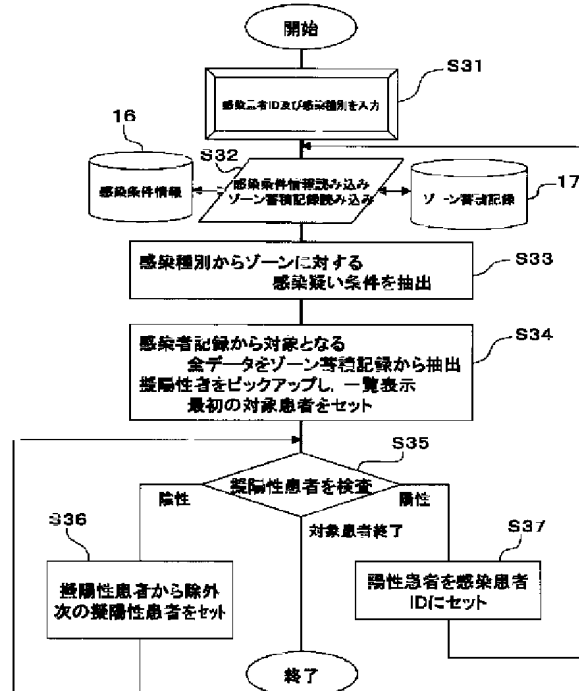 開始
S31
感染患者ID及び感染種別を入力
16
S32
感染条件情報
感染条件情報読み込み
ゾーン蓄積記録読み込み
ゾーン蓄積記録
17
感染種別からゾーンに対する
感染疑い条件を抽出
S33
S34
感染者記録から対象となる
全データをゾーン蓄積記録から抽出
擬陽性者をピックアップし、一覧表示
最初の対象患者をセット
S35
擬陽性患者を検査
陰性
陽性
対象患者終了
S36
S37
擬陽性患者から除外
次の擬陽性患者をセット
陽性患者を感染患者
IDにセット
終了